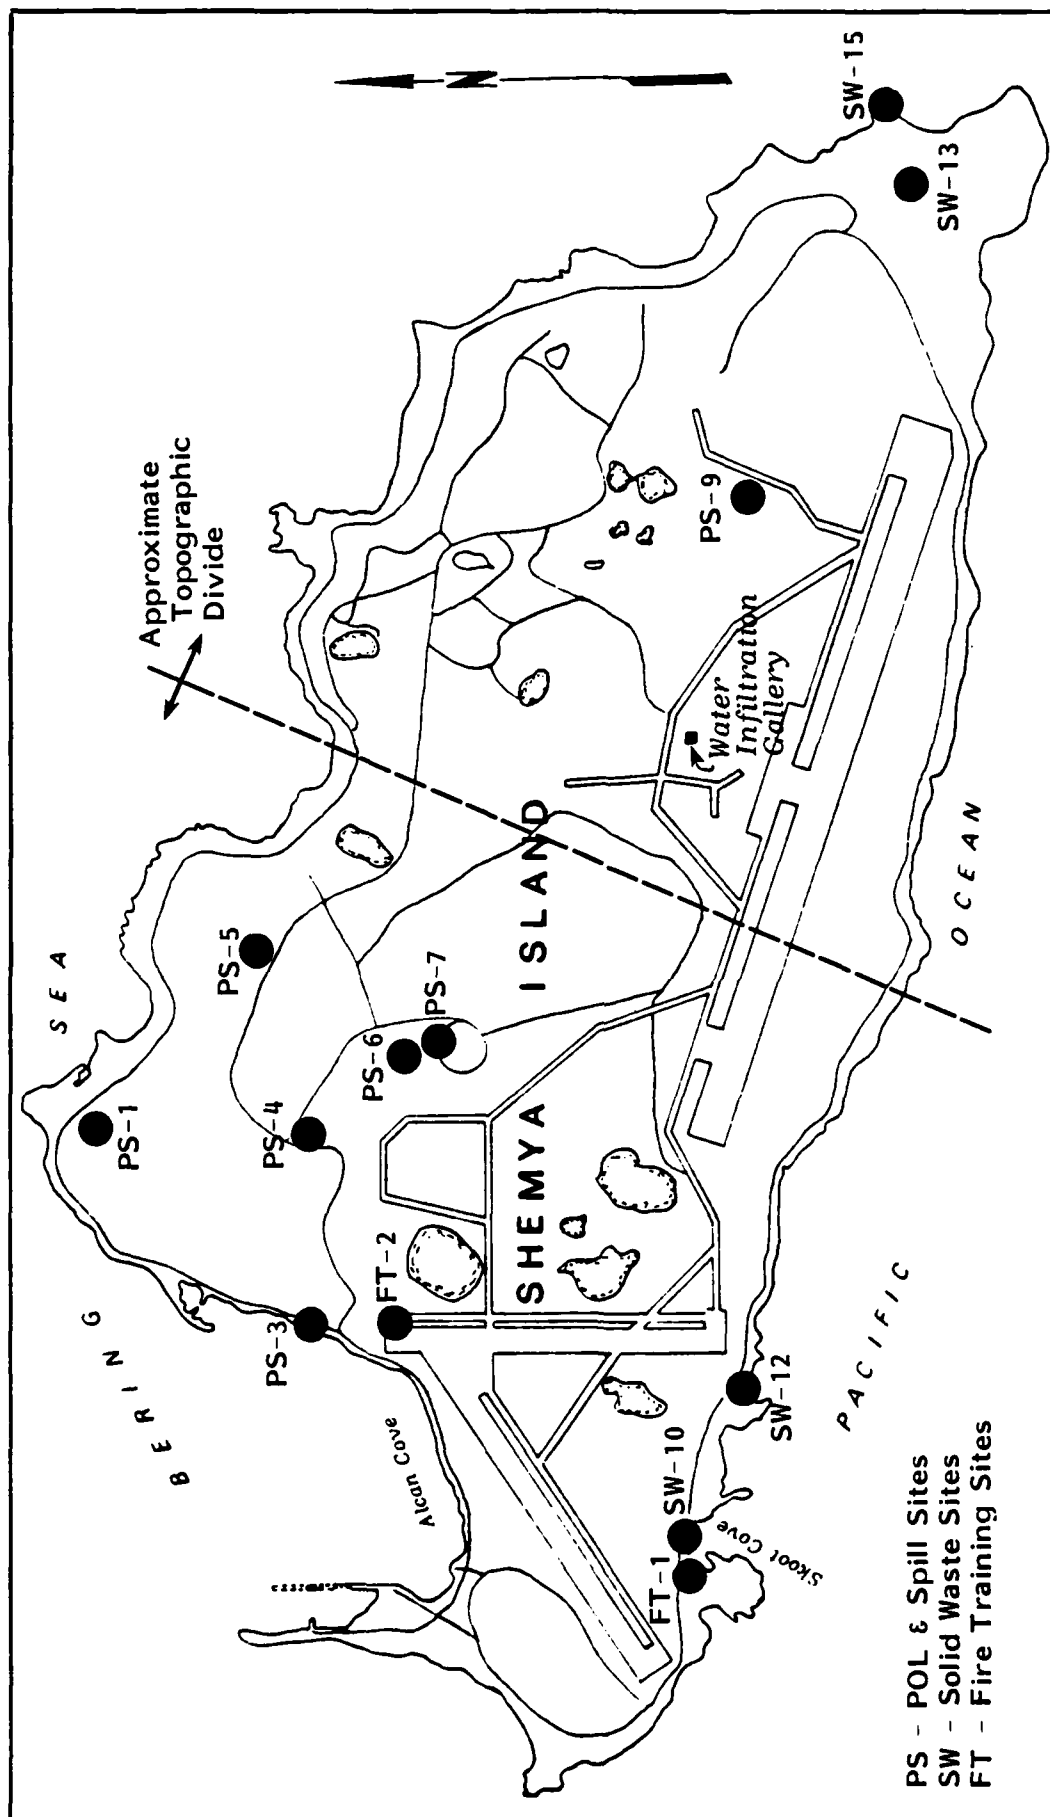 N
SW-15
SW-13
Approximate
Topographic
Divide
BERING
SEA
PS-1
PS-5
PS-4
PS-3
PS-6
PS-7
PS-9
FT-2
Alcan Cove
SHEMYA ISLAND
Water
Infiltration
Gallery
SW-10
FT-1
Skoot Cove
SW-12
PACIFIC
OCEAN
PS - POL & Spill Sites
SW - Solid Waste Sites
FT - Fire Training Sites